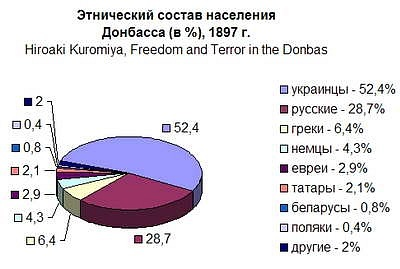 Этнический состав населения
Донбасса (в %), 1897 г.
Hiroaki Kuromiya, Freedom and Terror in the Donbas
2
0,4
0,8
2,1
2,9
4,3
6,4
28,7
52,4
украинцы - 52,4%
русские - 28,7%
греки - 6,4%
немцы - 4,3%
евреи - 2,9%
татары - 2,1%
беларусы - 0,8%
поляки - 0,4%
другие - 2%